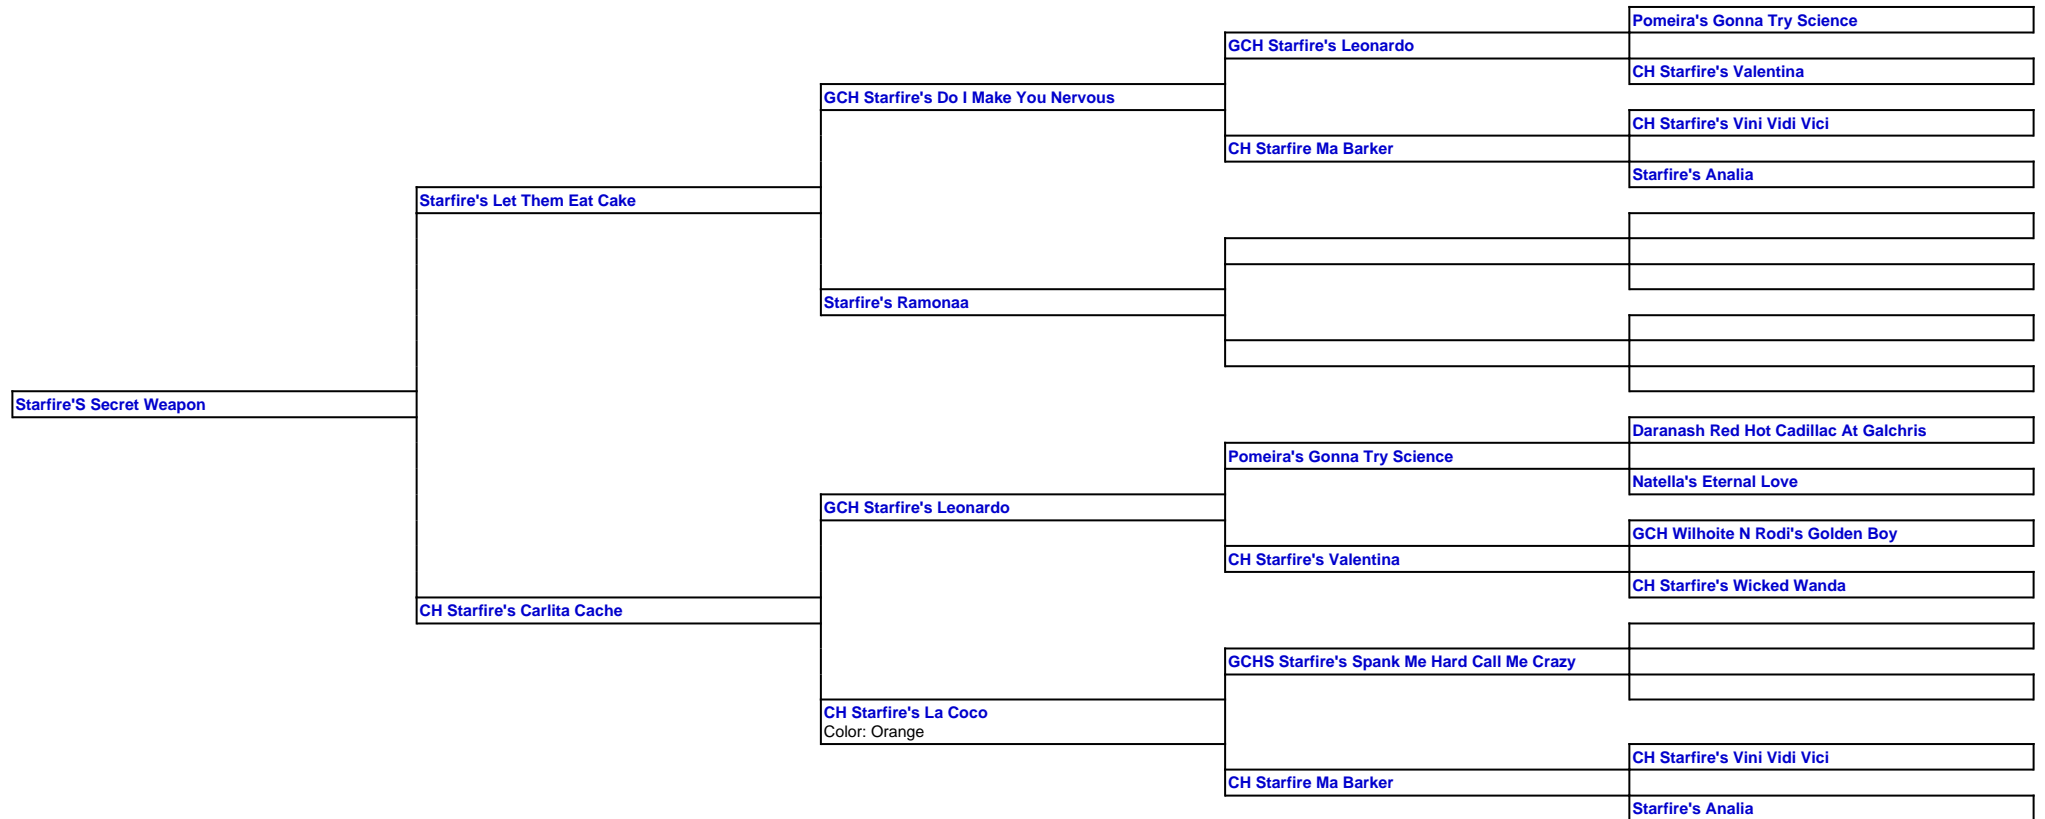 Pomeira's Gonna Try Science
GCH Starfire's Leonardo
CH Starfire's Valentina
GCH Starfire's Do I Make You Nervous
CH Starfire's Vini Vidi Vici
CH Starfire Ma Barker
Starfire's Analia
Starfire's Let Them Eat Cake
Starfire's Ramonaa
Starfire'S Secret Weapon
Daranash Red Hot Cadillac At Galchris
Pomeira's Gonna Try Science
Natella's Eternal Love
GCH Starfire's Leonardo
GCH Wilhoite N Rodi's Golden Boy
CH Starfire's Valentina
CH Starfire's Wicked Wanda
CH Starfire's Carlita Cache
GCHS Starfire's Spank Me Hard Call Me Crazy
CH Starfire's La Coco
Color: Orange
CH Starfire's Vini Vidi Vici
CH Starfire Ma Barker
Starfire's Analia